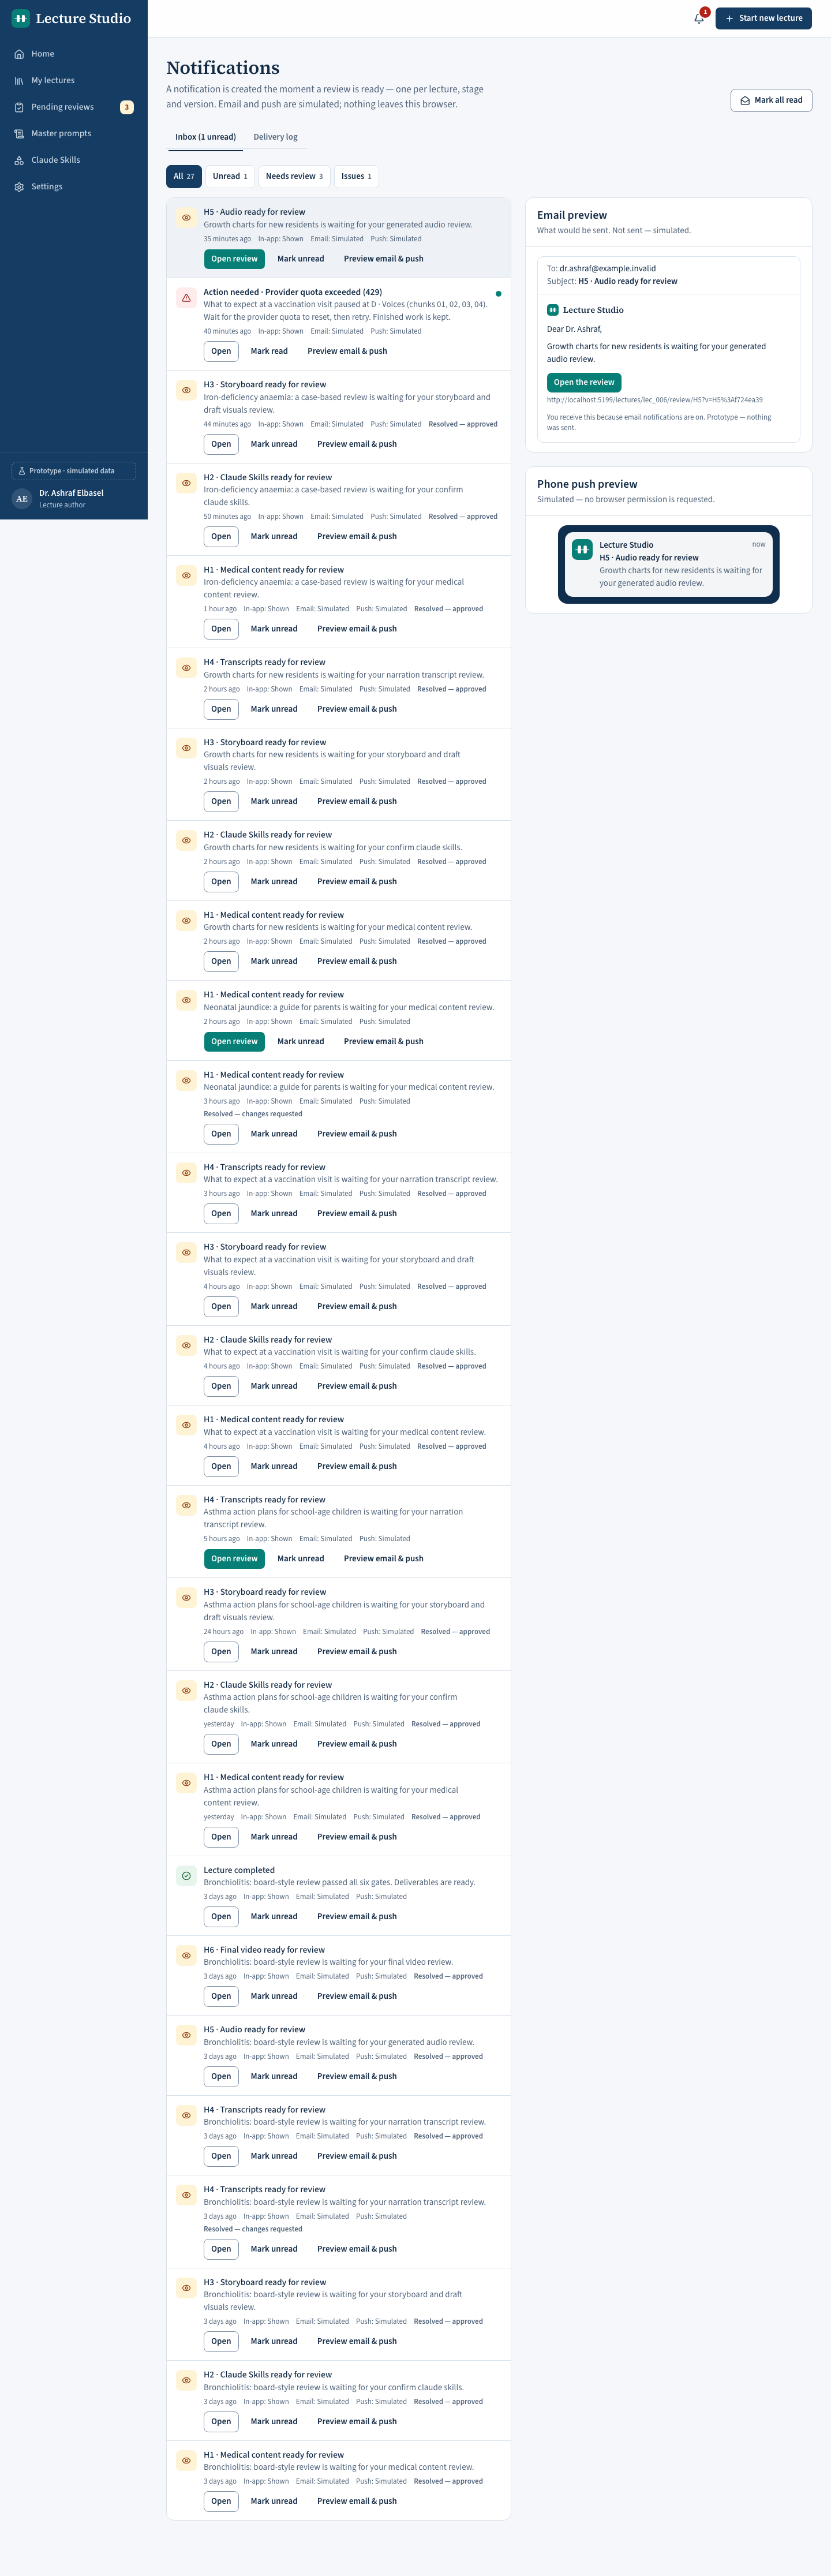 Lecture Studio
Home
My lectures
Pending reviews 3
Master prompts
Claude Skills
Settings
Prototype · simulated data
AE
Dr. Ashraf Elbasel
Lecture author
1
Start new lecture
Notifications
A notification is created the moment a review is ready — one per lecture, stage
and version. Email and push are simulated; nothing leaves this browser.
Mark all read
Inbox (1 unread) Delivery log
All 27 Unread 1 Needs review 3 Issues 1
H5 · Audio ready for review
Growth charts for new residents is waiting for your generated audio review.
35 minutes ago In-app: Shown Email: Simulated Push: Simulated
Open review Mark unread Preview email & push
Action needed · Provider quota exceeded (429)
What to expect at a vaccination visit paused at D · Voices (chunks 01, 02, 03, 04).
Wait for the provider quota to reset, then retry. Finished work is kept.
40 minutes ago In-app: Shown Email: Simulated Push: Simulated
Open Mark read Preview email & push
H3 · Storyboard ready for review
Iron-deficiency anaemia: a case-based review is waiting for your storyboard and
draft visuals review.
44 minutes ago In-app: Shown Email: Simulated Push: Simulated Resolved — approved
Open Mark unread Preview email & push
H2 · Claude Skills ready for review
Iron-deficiency anaemia: a case-based review is waiting for your confirm
claude skills.
50 minutes ago In-app: Shown Email: Simulated Push: Simulated Resolved — approved
Open Mark unread Preview email & push
H1 · Medical content ready for review
Iron-deficiency anaemia: a case-based review is waiting for your medical
content review.
1 hour ago In-app: Shown Email: Simulated Push: Simulated Resolved — approved
Open Mark unread Preview email & push
H4 · Transcripts ready for review
Growth charts for new residents is waiting for your narration transcript review.
2 hours ago In-app: Shown Email: Simulated Push: Simulated Resolved — approved
Open Mark unread Preview email & push
H3 · Storyboard ready for review
Growth charts for new residents is waiting for your storyboard and draft
visuals review.
2 hours ago In-app: Shown Email: Simulated Push: Simulated Resolved — approved
Open Mark unread Preview email & push
H2 · Claude Skills ready for review
Growth charts for new residents is waiting for your confirm claude skills.
2 hours ago In-app: Shown Email: Simulated Push: Simulated Resolved — approved
Open Mark unread Preview email & push
H1 · Medical content ready for review
Growth charts for new residents is waiting for your medical content review.
2 hours ago In-app: Shown Email: Simulated Push: Simulated Resolved — approved
Open Mark unread Preview email & push
H1 · Medical content ready for review
Neonatal jaundice: a guide for parents is waiting for your medical content review.
2 hours ago In-app: Shown Email: Simulated Push: Simulated
Open review Mark unread Preview email & push
H1 · Medical content ready for review
Neonatal jaundice: a guide for parents is waiting for your medical content review.
3 hours ago In-app: Shown Email: Simulated Push: Simulated
Resolved — changes requested
Open Mark unread Preview email & push
H4 · Transcripts ready for review
What to expect at a vaccination visit is waiting for your narration transcript review.
3 hours ago In-app: Shown Email: Simulated Push: Simulated Resolved — approved
Open Mark unread Preview email & push
H3 · Storyboard ready for review
What to expect at a vaccination visit is waiting for your storyboard and draft
visuals review.
4 hours ago In-app: Shown Email: Simulated Push: Simulated Resolved — approved
Open Mark unread Preview email & push
H2 · Claude Skills ready for review
What to expect at a vaccination visit is waiting for your confirm claude skills.
4 hours ago In-app: Shown Email: Simulated Push: Simulated Resolved — approved
Open Mark unread Preview email & push
H1 · Medical content ready for review
What to expect at a vaccination visit is waiting for your medical content review.
4 hours ago In-app: Shown Email: Simulated Push: Simulated Resolved — approved
Open Mark unread Preview email & push
H4 · Transcripts ready for review
Asthma action plans for school-age children is waiting for your narration
transcript review.
5 hours ago In-app: Shown Email: Simulated Push: Simulated
Open review Mark unread Preview email & push
H3 · Storyboard ready for review
Asthma action plans for school-age children is waiting for your storyboard and
draft visuals review.
24 hours ago In-app: Shown Email: Simulated Push: Simulated Resolved — approved
Open Mark unread Preview email & push
H2 · Claude Skills ready for review
Asthma action plans for school-age children is waiting for your confirm
claude skills.
yesterday In-app: Shown Email: Simulated Push: Simulated Resolved — approved
Open Mark unread Preview email & push
H1 · Medical content ready for review
Asthma action plans for school-age children is waiting for your medical
content review.
yesterday In-app: Shown Email: Simulated Push: Simulated Resolved — approved
Open Mark unread Preview email & push
Lecture completed
Bronchiolitis: board-style review passed all six gates. Deliverables are ready.
3 days ago In-app: Shown Email: Simulated Push: Simulated
Open Mark unread Preview email & push
H6 · Final video ready for review
Bronchiolitis: board-style review is waiting for your final video review.
3 days ago In-app: Shown Email: Simulated Push: Simulated Resolved — approved
Open Mark unread Preview email & push
H5 · Audio ready for review
Bronchiolitis: board-style review is waiting for your generated audio review.
3 days ago In-app: Shown Email: Simulated Push: Simulated Resolved — approved
Open Mark unread Preview email & push
H4 · Transcripts ready for review
Bronchiolitis: board-style review is waiting for your narration transcript review.
3 days ago In-app: Shown Email: Simulated Push: Simulated Resolved — approved
Open Mark unread Preview email & push
H4 · Transcripts ready for review
Bronchiolitis: board-style review is waiting for your narration transcript review.
3 days ago In-app: Shown Email: Simulated Push: Simulated
Resolved — changes requested
Open Mark unread Preview email & push
H3 · Storyboard ready for review
Bronchiolitis: board-style review is waiting for your storyboard and draft
visuals review.
3 days ago In-app: Shown Email: Simulated Push: Simulated Resolved — approved
Open Mark unread Preview email & push
H2 · Claude Skills ready for review
Bronchiolitis: board-style review is waiting for your confirm claude skills.
3 days ago In-app: Shown Email: Simulated Push: Simulated Resolved — approved
Open Mark unread Preview email & push
H1 · Medical content ready for review
Bronchiolitis: board-style review is waiting for your medical content review.
3 days ago In-app: Shown Email: Simulated Push: Simulated Resolved — approved
Open Mark unread Preview email & push
Email preview
What would be sent. Not sent — simulated.
To: dr.ashraf@example.invalid
Subject: H5 · Audio ready for review
Lecture Studio
Dear Dr. Ashraf,
Growth charts for new residents is waiting for your generated
audio review.
Open the review
http://localhost:5199/lectures/lec_006/review/H5?v=H5%3Af724ea39
You receive this because email notifications are on. Prototype — nothing
was sent.
Phone push preview
Simulated — no browser permission is requested.
Lecture Studio now
H5 · Audio ready for review
Growth charts for new residents is waiting for
your generated audio review.